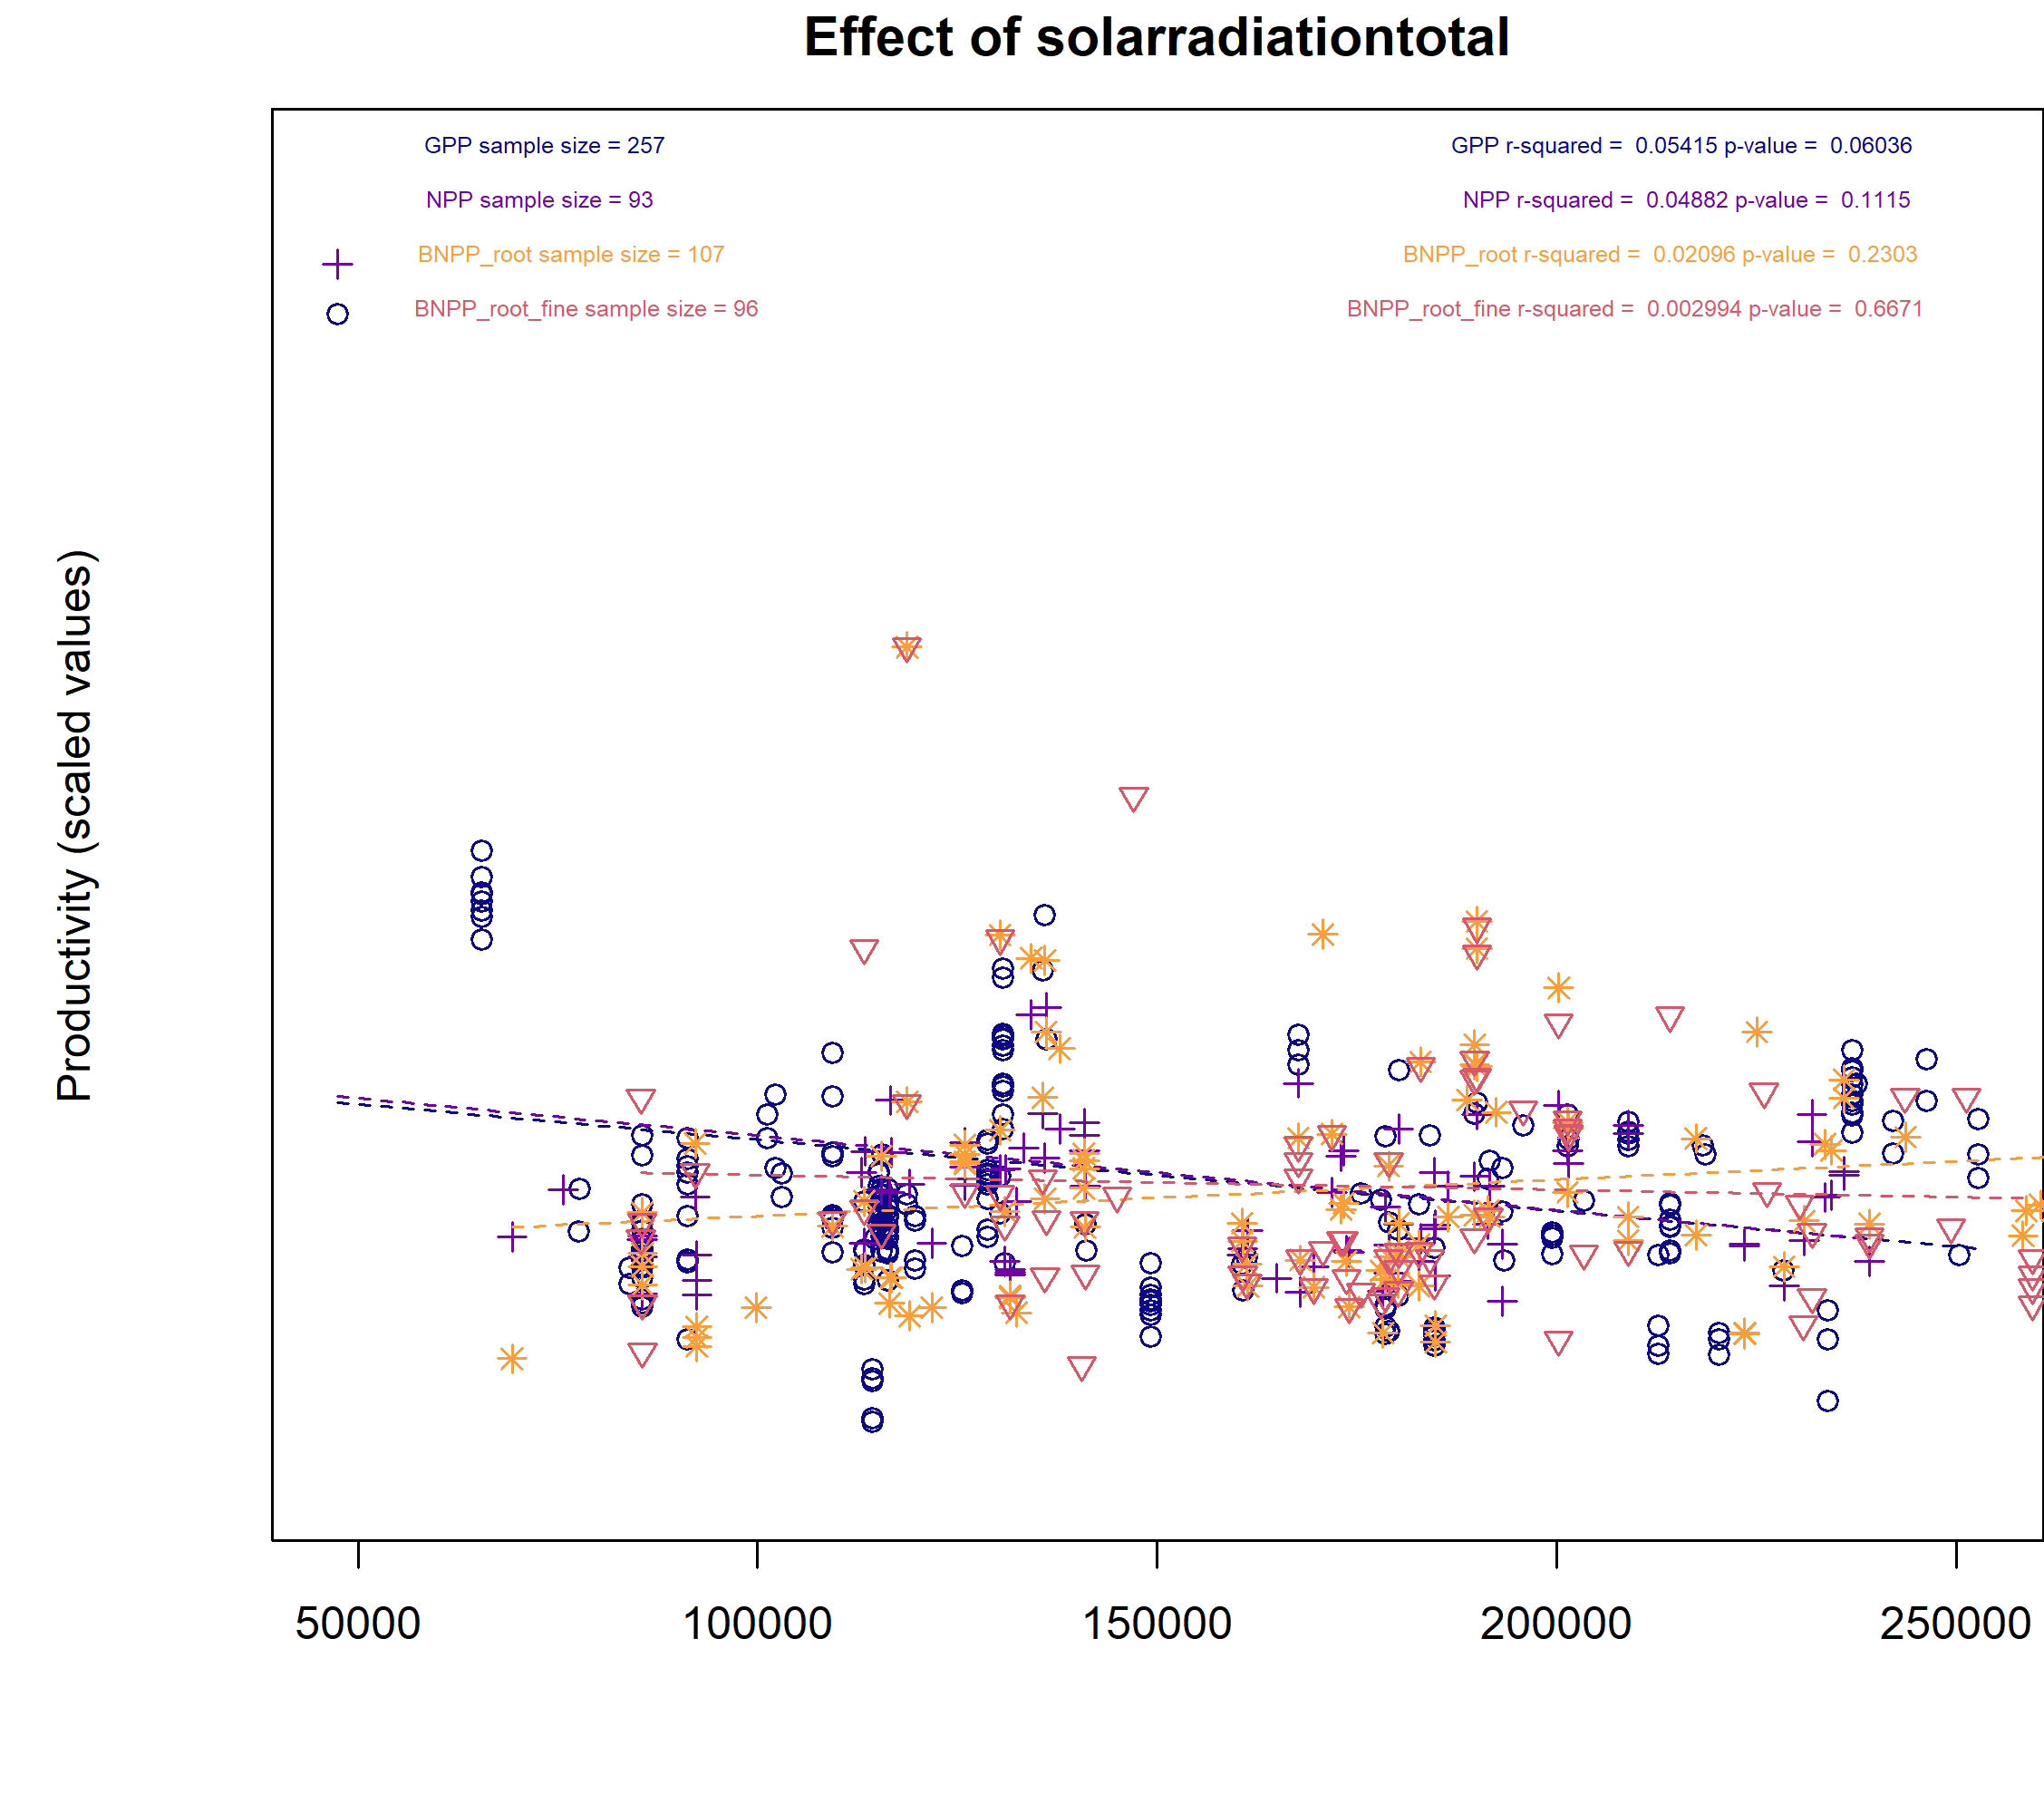 Effect of solarradiationtotal
GPP sample size = 257
GPP r-squared = 0.05415 p-value = 0.06036
NPP sample size = 93
NPP r-squared = 0.04882 p-value = 0.1115
BNPP_root sample size = 107
BNPP_root r-squared = 0.02096 p-value = 0.2303
BNPP_root_fine sample size = 96
BNPP_root_fine r-squared = 0.002994 p-value = 0.6671
Productivity (scaled values)
50000 100000 150000 200000 250000